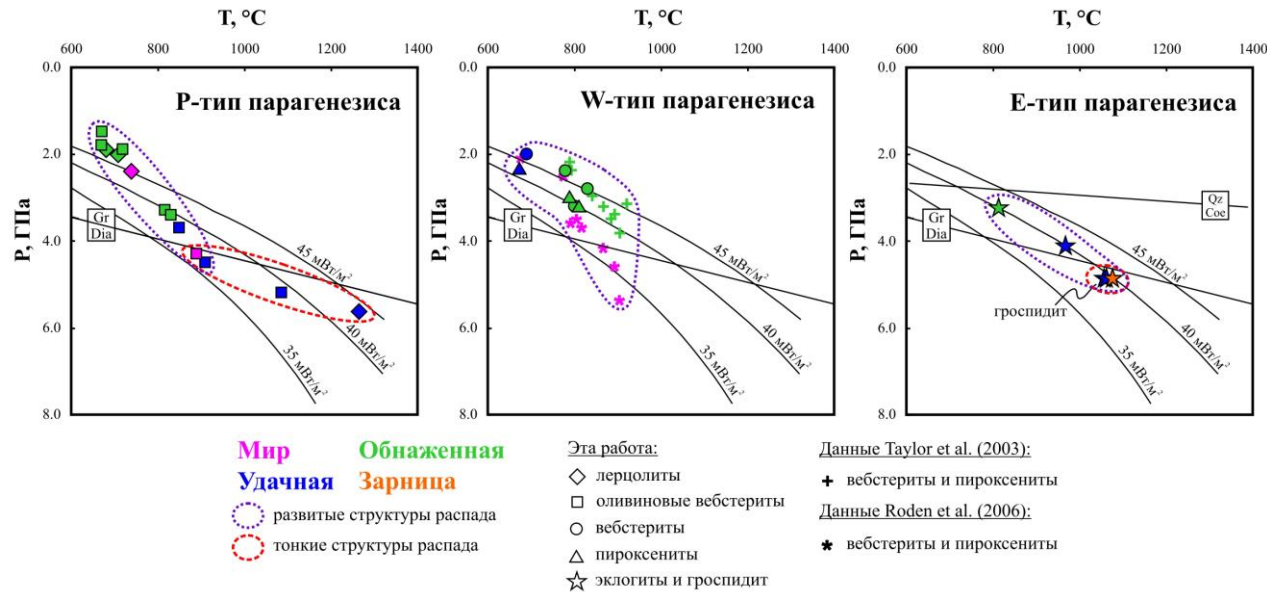 T, °C
600 800 1000 1200 1400
P, ГПа
0.0
2.0
4.0
6.0
8.0
P-тип парагенезиса
Gr
Dia
45 мВт/м²
40 мВт/м²
35 мВт/м²
T, °C
600 800 1000 1200 1400
P, ГПа
0.0
2.0
4.0
6.0
8.0
W-тип парагенезиса
Gr
Dia
45 мВт/м²
40 мВт/м²
35 мВт/м²
T, °C
600 800 1000 1200 1400
P, ГПа
0.0
2.0
4.0
6.0
8.0
E-тип парагенезиса
Qz
Coe
Gr
Dia
45 мВт/м²
гроспидит
40 мВт/м²
35 мВт/м²
Мир Обнаженная
Удачная Зарница
развитые структуры распада
тонкие структуры распада
Эта работа:
лерцолиты
оливиновые вебстериты
вебстериты
пироксениты
эклогиты и гроспидит
Данные Taylor et al. (2003):
вебстериты и пироксениты
Данные Roden et al. (2006):
вебстериты и пироксениты